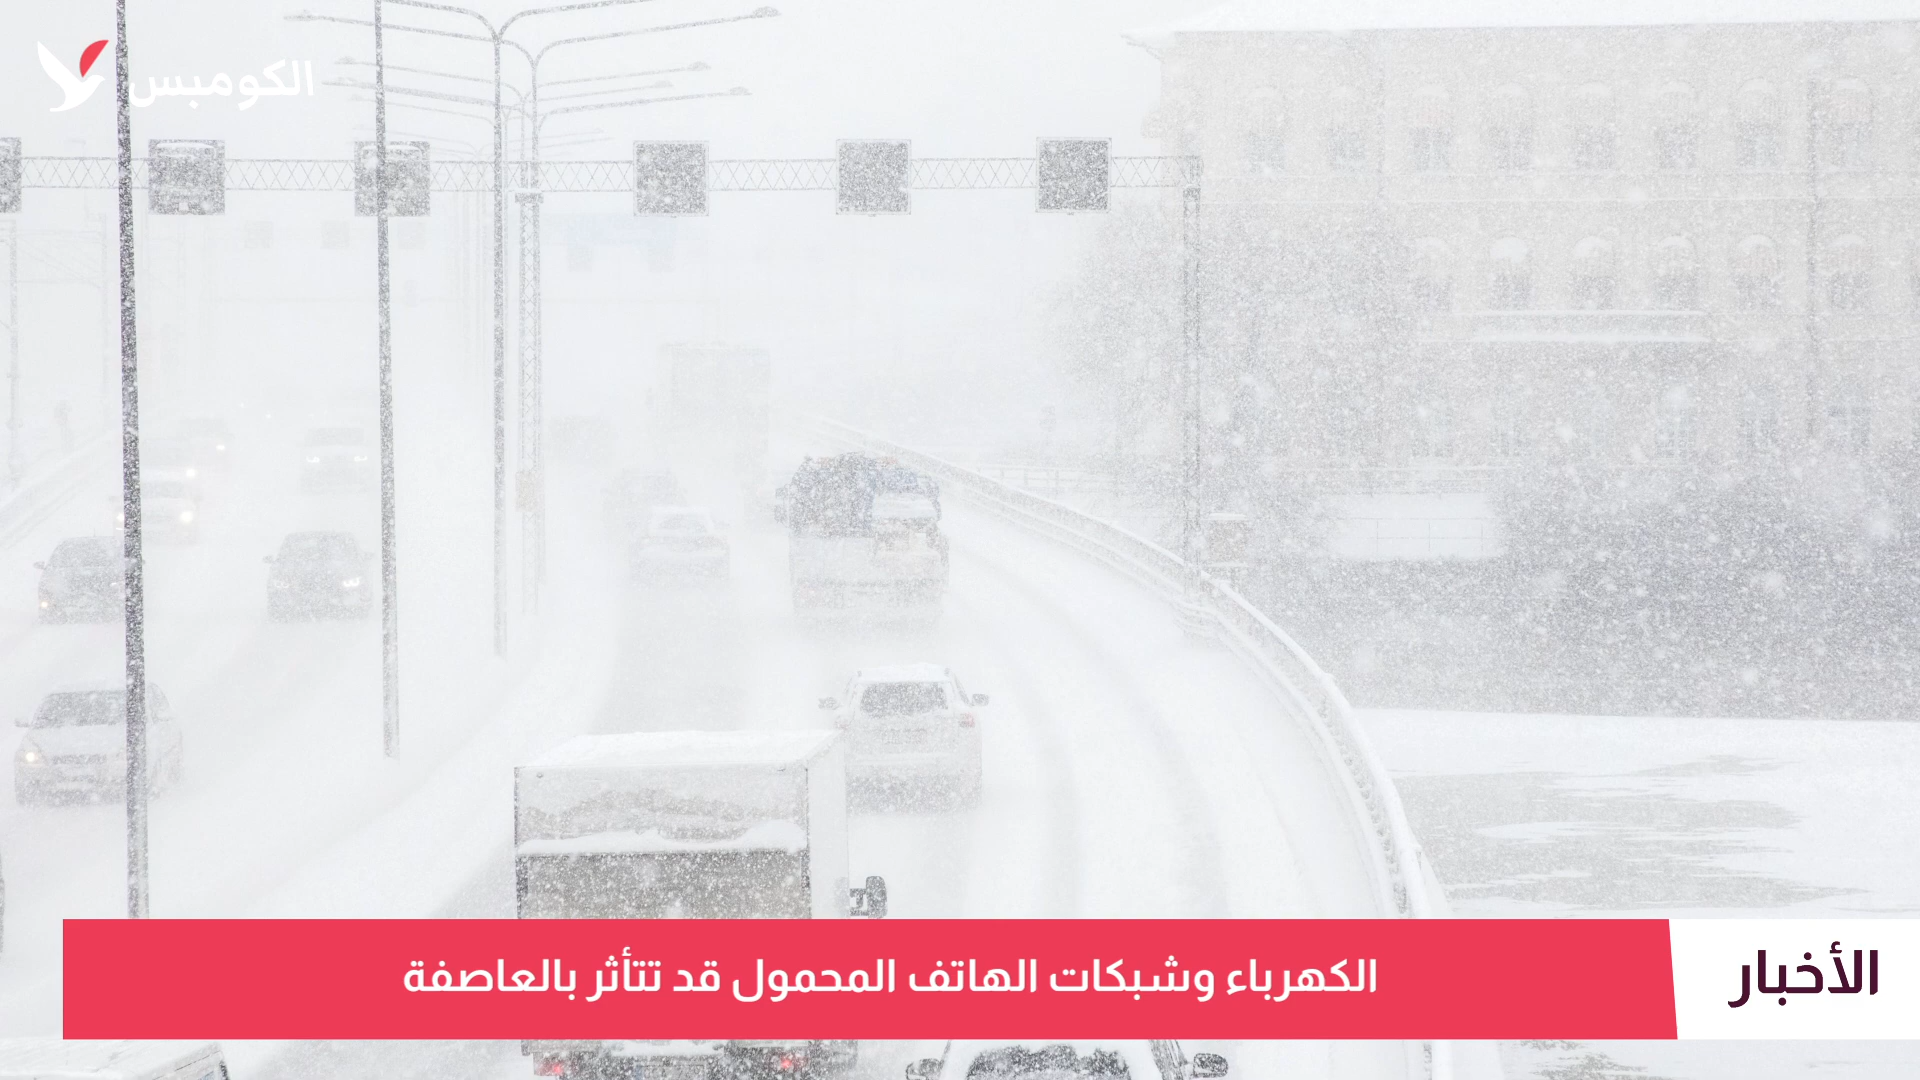 الكومبس
الأخبار
الكهرباء وشبكات الهاتف المحمول قد تتأثر بالعاصفة